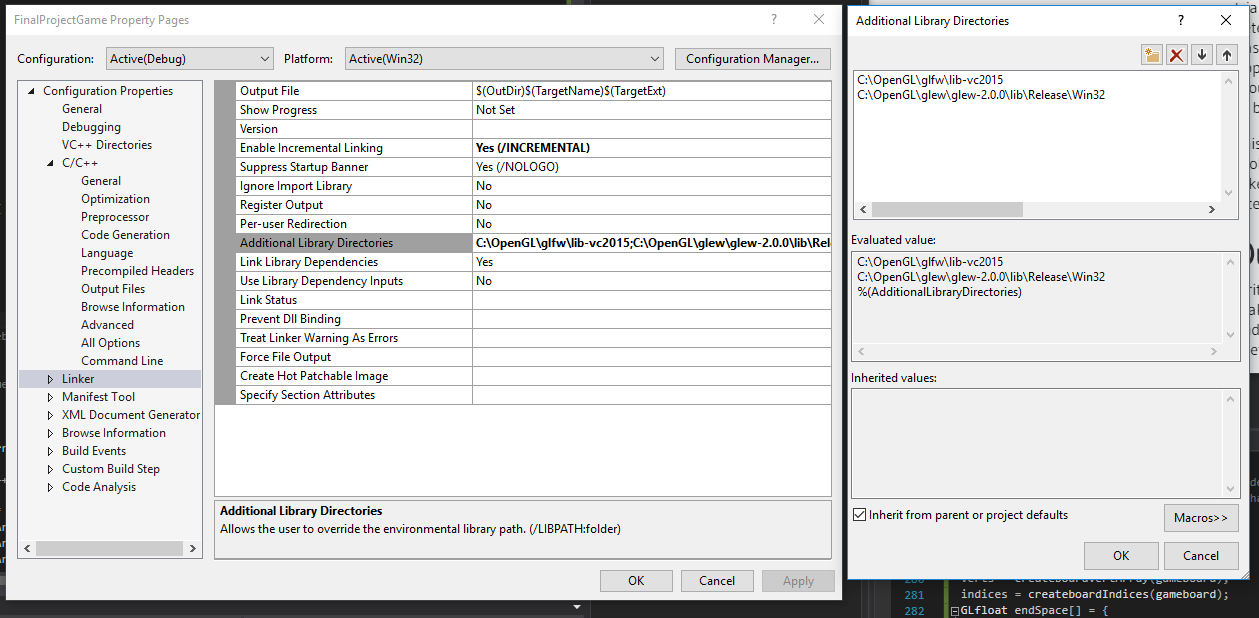 FinalProjectGame Property Pages
?
Configuration: Active(Debug) Platform: Active(Win32) Configuration Manager...
Configuration Properties
General
Debugging
VC++ Directories
C/C++
General
Optimization
Preprocessor
Code Generation
Language
Precompiled Headers
Output Files
Browse Information
Advanced
All Options
Command Line
Linker
Manifest Tool
XML Document Generator
Browse Information
Build Events
Custom Build Step
Code Analysis
Output File $(OutDir)$(TargetName)$(TargetExt)
Show Progress Not Set
Version
Enable Incremental Linking Yes (/INCREMENTAL)
Suppress Startup Banner Yes (/NOLOGO)
Ignore Import Library No
Register Output No
Per-user Redirection No
Additional Library Directories C:\OpenGL\glfw\lib-vc2015;C:\OpenGL\glew\glew-2.0.0\lib\Rel
Link Library Dependencies Yes
Use Library Dependency Inputs No
Link Status
Prevent Dll Binding
Treat Linker Warning As Errors
Force File Output
Create Hot Patchable Image
Specify Section Attributes
Additional Library Directories
Allows the user to override the environmental library path. (/LIBPATH:folder)
OK Cancel Apply
Additional Library Directories
?
C:\OpenGL\glfw\lib-vc2015
C:\OpenGL\glew\glew-2.0.0\lib\Release\Win32
Evaluated value:
C:\OpenGL\glfw\lib-vc2015
C:\OpenGL\glew\glew-2.0.0\lib\Release\Win32
%(AdditionalLibraryDirectories)
Inherited values:
Inherit from parent or project defaults
Macros>>
OK Cancel
281 indices = createboardIndices(gameboard);
282 GLfloat endSpace[] = {